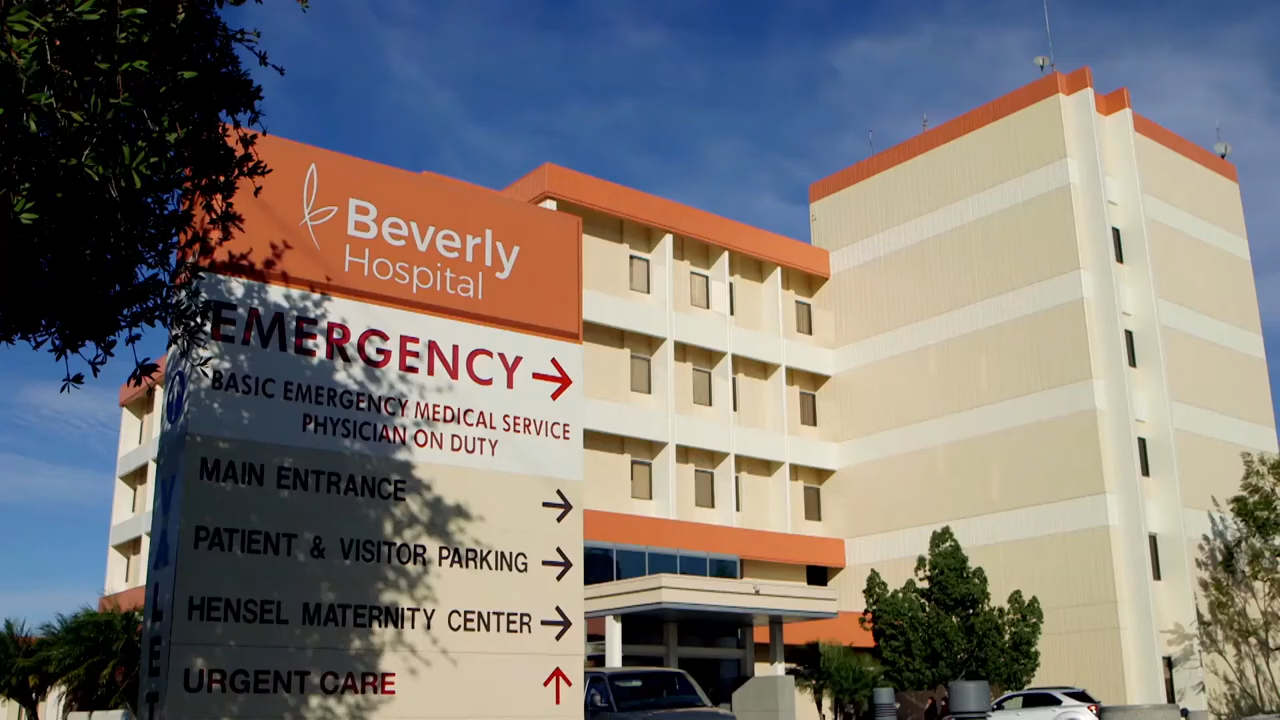 Beverly
Hospital
EMERGENCY →
BASIC EMERGENCY MEDICAL SERVICE
PHYSICIAN ON DUTY
MAIN ENTRANCE →
PATIENT & VISITOR PARKING →
HENSEL MATERNITY CENTER →
URGENT CARE ↑